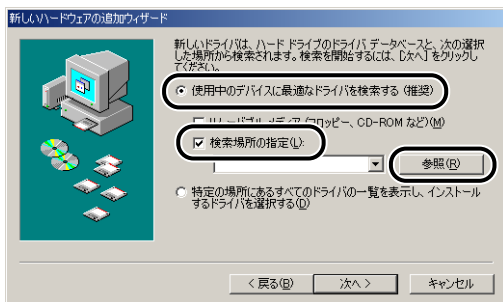 新しいハードウェアの追加ウィザード
新しいドライバは、ハード ドライブのドライバ データベースと、次の選択
した場所から検索されます。検索を開始するには、[次へ] をクリックし
てください。
使用中のデバイスに最適なドライバを検索する (推奨)
リムーバブル メディア (フロッピー、CD-ROM など)(M)
検索場所の指定(L):
参照(R)
特定の場所にあるすべてのドライバの一覧を表示し、インストール
するドライバを選択する(D)
< 戻る(B)
次へ >
キャンセル